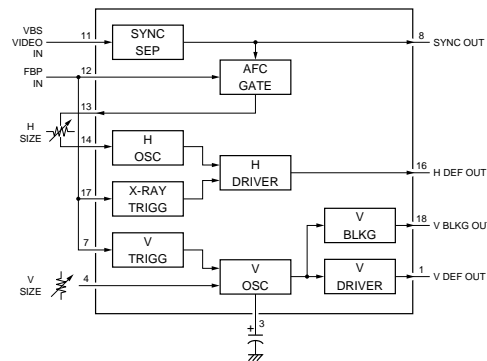 VBS
VIDEO
IN
11
SYNC
SEP
8
SYNC OUT
FBP
IN
12
AFC
GATE
13
H
SIZE
14
H
OSC
H
DRIVER
16
H DEF OUT
17
X-RAY
TRIGG
V
BLKG
18
V BLKG OUT
7
V
TRIGG
V
SIZE
4
V
OSC
V
DRIVER
1
V DEF OUT
+
3